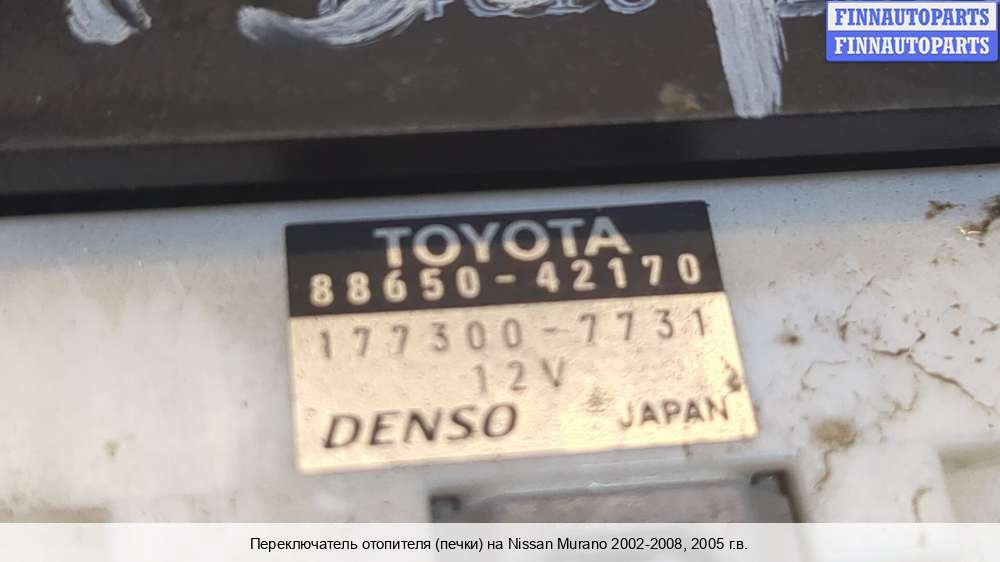 FINNAUTOPARTS
FINNAUTOPARTS
TOYOTA
88650-42170
177300-7731
12V
DENSO JAPAN
Переключатель отопителя (печки) на Nissan Murano 2002-2008, 2005 г.в.